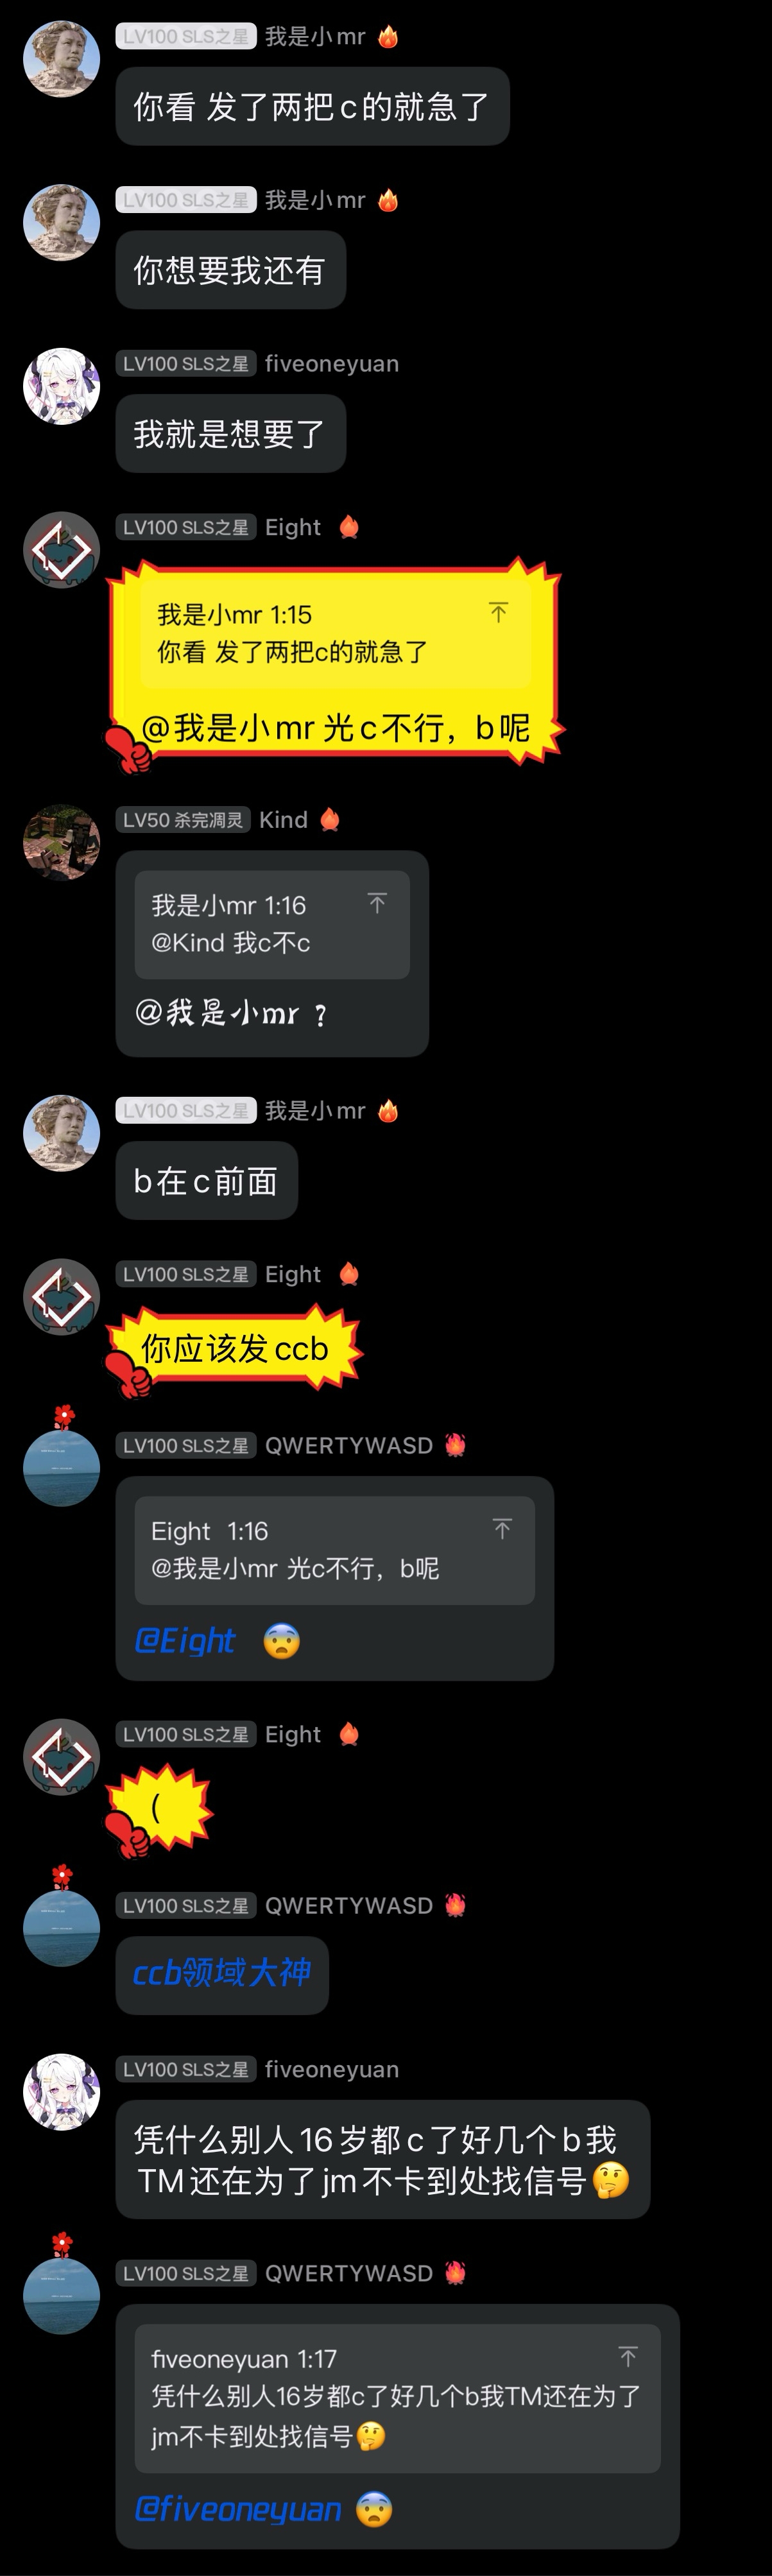 LV100 SLS之星 我是小mr
你看 发了两把c的就急了
LV100 SLS之星 我是小mr
你想要我还有
LV100 SLS之星 fiveoneyuan
我就是想要了
LV100 SLS之星 Eight
我是小mr 1:15
你看 发了两把c的就急了
@我是小mr 光c不行，b呢
LV50 杀完凋灵 Kind
我是小mr 1:16
@Kind 我c不c
@我是小mr ?
LV100 SLS之星 我是小mr
b在c前面
LV100 SLS之星 Eight
你应该发ccb
LV100 SLS之星 QWERTYWASD
Eight 1:16
@我是小mr 光c不行，b呢
@Eight 😨
LV100 SLS之星 Eight
(
LV100 SLS之星 QWERTYWASD
ccb领域大神
LV100 SLS之星 fiveoneyuan
凭什么别人16岁都c了好几个b我
TM还在为了jm不卡到处找信号🤔
LV100 SLS之星 QWERTYWASD
fiveoneyuan 1:17
凭什么别人16岁都c了好几个b我TM还在为了
jm不卡到处找信号🤔
@fiveoneyuan 😨